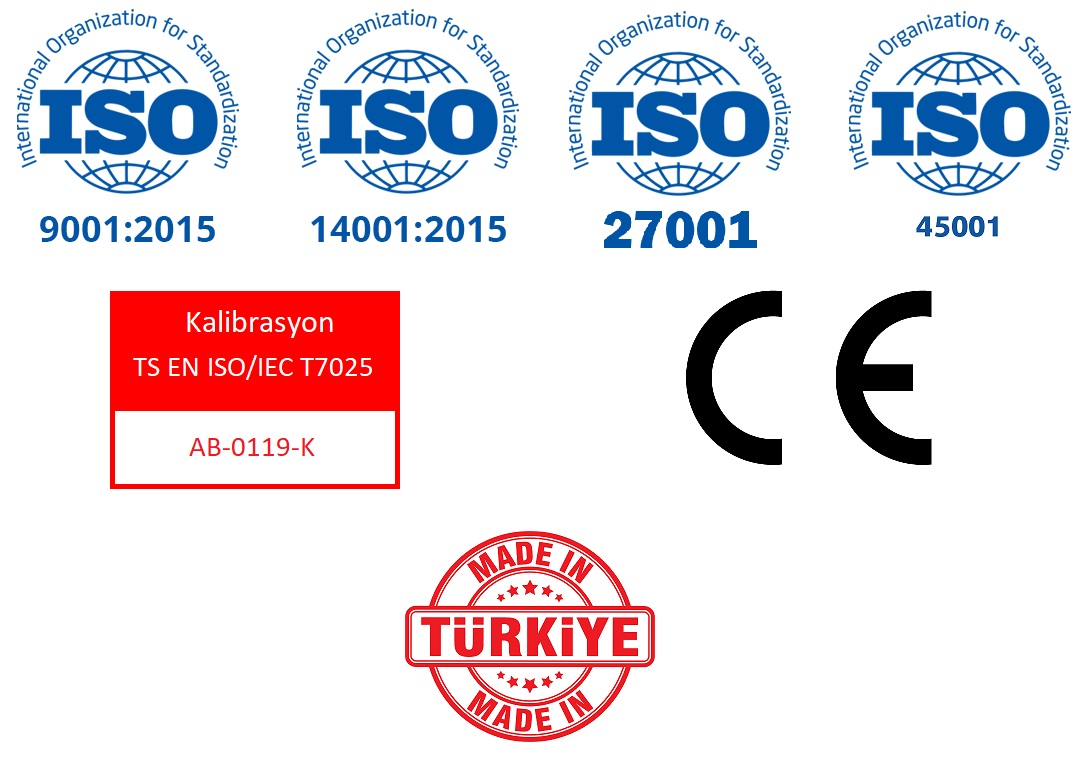 International Organization for Standardization
ISO
9001:2015
International Organization for Standardization
ISO
14001:2015
International Organization for Standardization
ISO
27001
International Organization for Standardization
ISO
45001
Kalibrasyon
TS EN ISO/IEC T7025
AB-0119-K
CE
MADE IN
TÜRKiYE
MADE IN